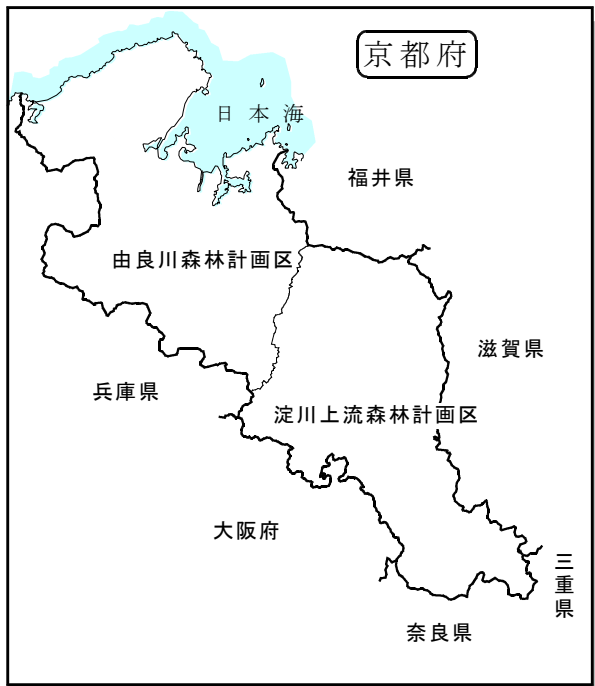 京都府
日本海
福井県
由良川森林計画区
滋賀県
兵庫県
淀川上流森林計画区
大阪府
三重県
奈良県